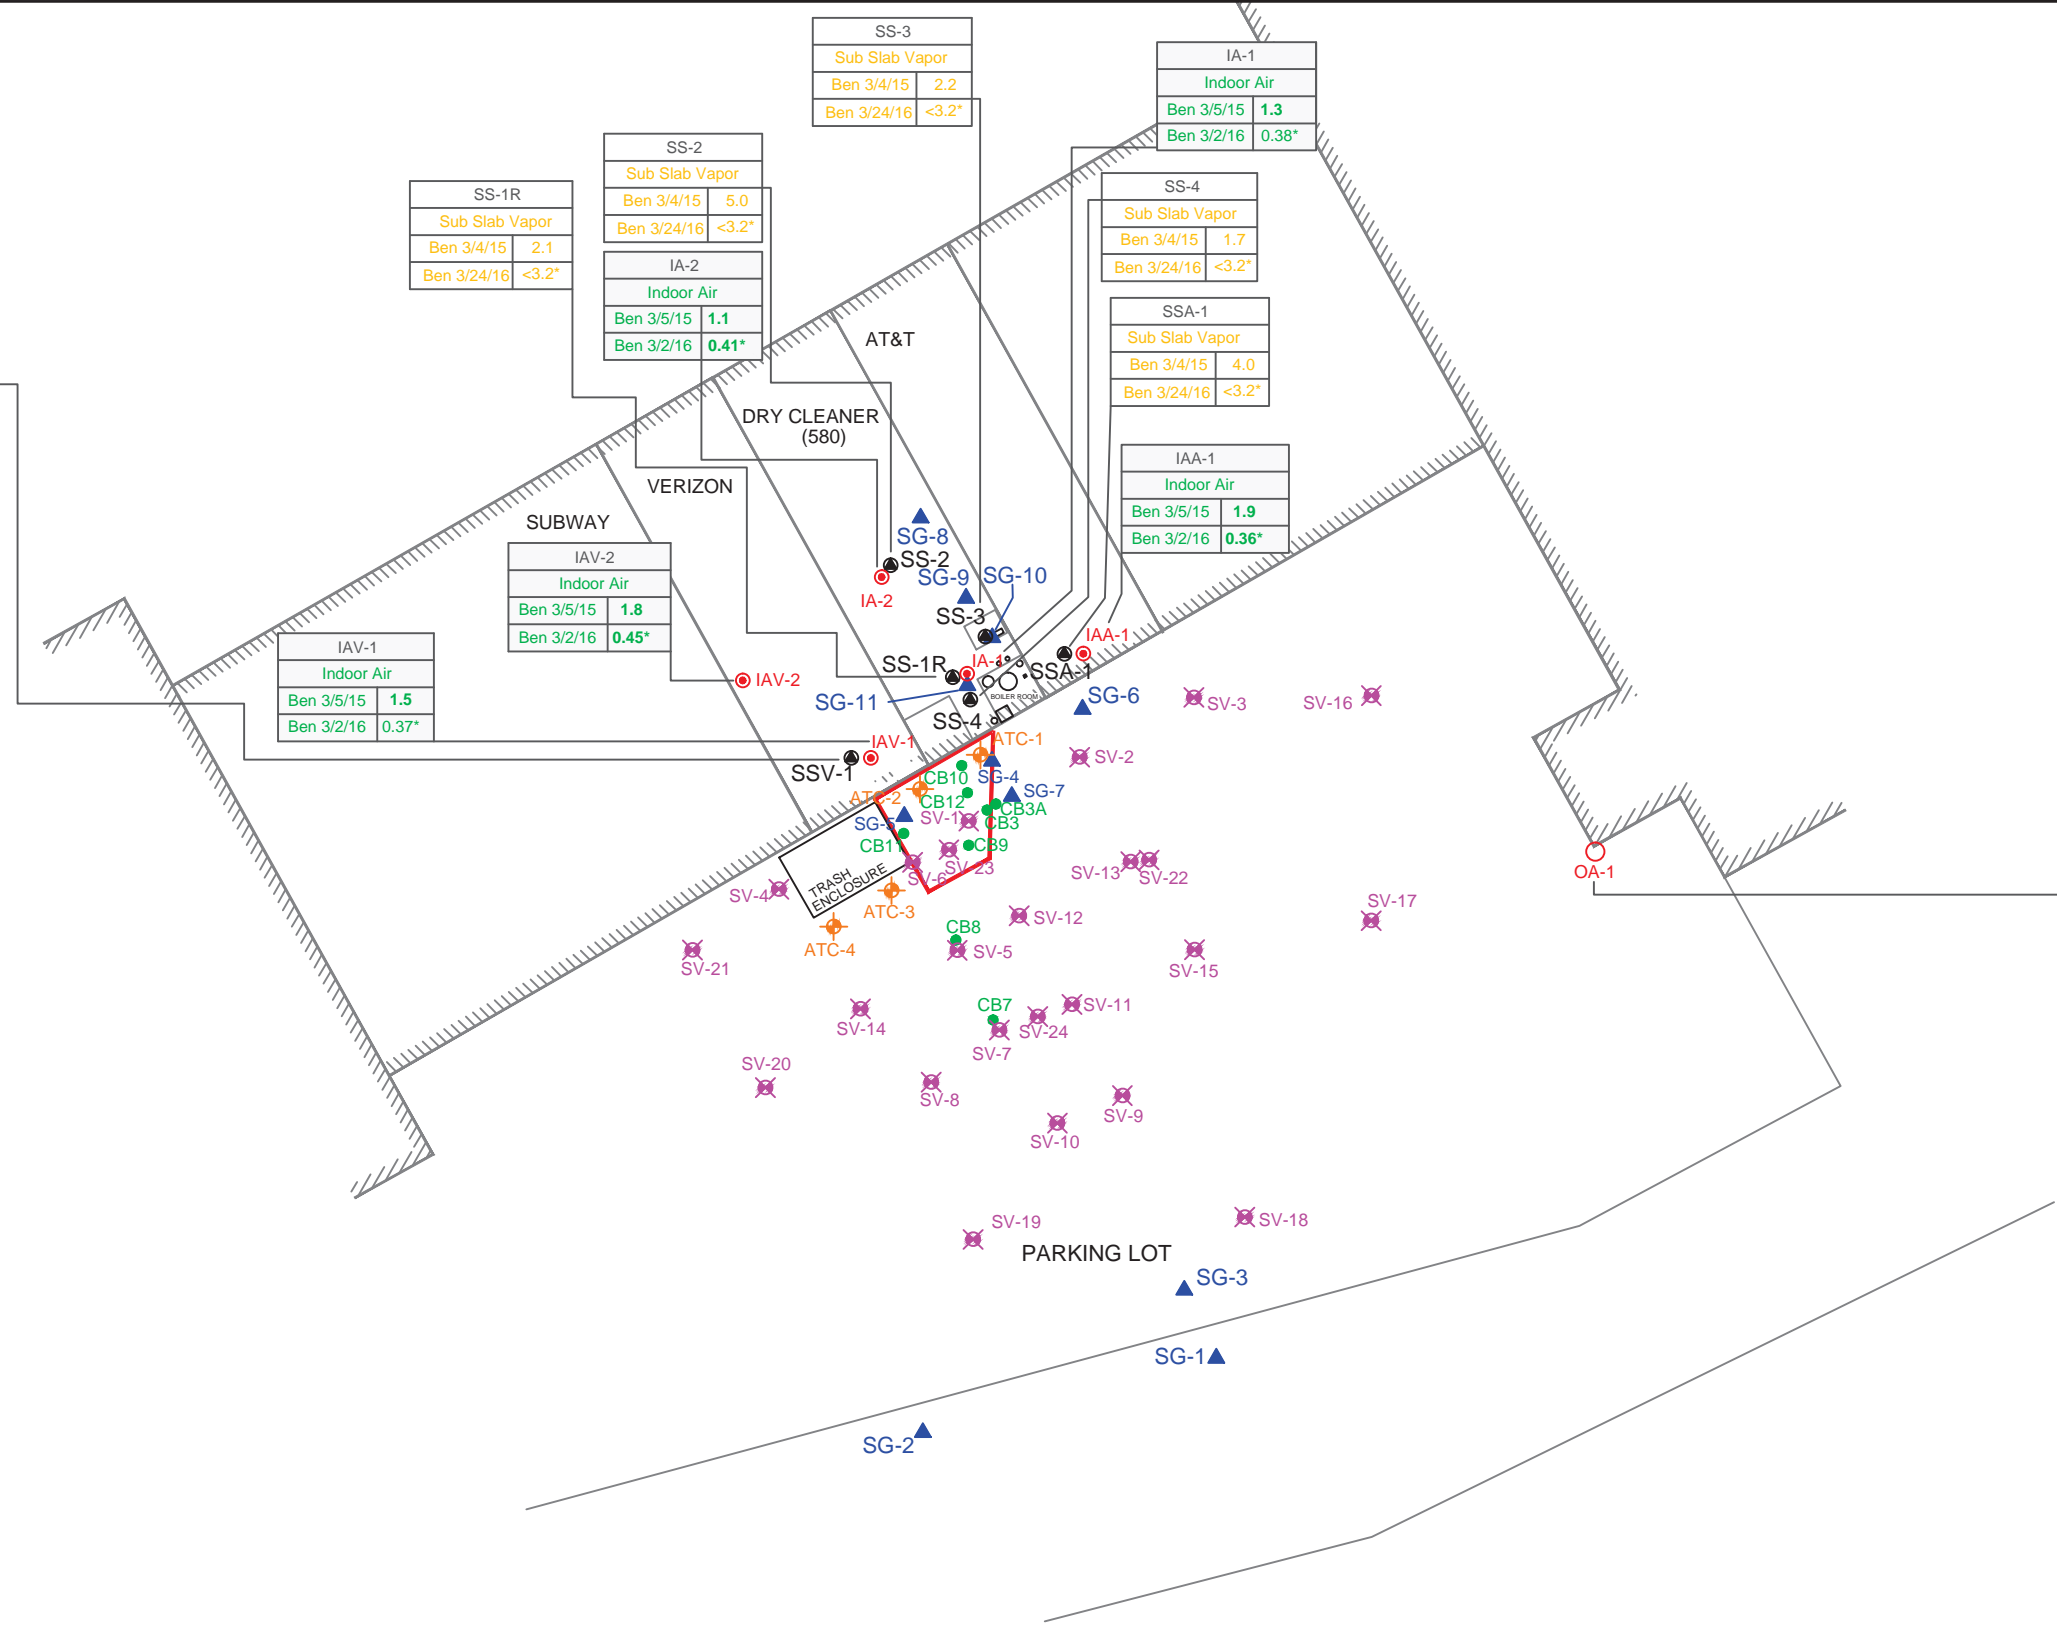 SS-3
Sub Slab Vapor
Ben 3/4/15 2.2
Ben 3/24/16 <3.2*
IA-1
Indoor Air
Ben 3/5/15 1.3
Ben 3/2/16 0.38*
SS-2
Sub Slab Vapor
Ben 3/4/15 5.0
Ben 3/24/16 <3.2*
SS-1R
Sub Slab Vapor
Ben 3/4/15 2.1
Ben 3/24/16 <3.2*
SS-4
Sub Slab Vapor
Ben 3/4/15 1.7
Ben 3/24/16 <3.2*
IA-2
Indoor Air
Ben 3/5/15 1.1
Ben 3/2/16 0.41*
SSA-1
Sub Slab Vapor
Ben 3/4/15 4.0
Ben 3/24/16 <3.2*
AT&T
DRY CLEANER
(580)
VERIZON
SUBWAY
IAA-1
Indoor Air
Ben 3/5/15 1.9
Ben 3/2/16 0.36*
IAV-2
Indoor Air
Ben 3/5/15 1.8
Ben 3/2/16 0.45*
IAV-1
Indoor Air
Ben 3/5/15 1.5
Ben 3/2/16 0.37*
SG-8
SS-2
SG-9
SG-10
IA-2
SS-3
IAA-1
SS-1R
IA-1
SSA-1
IAV-2
BOILER ROOM
SG-11
SG-6
SV-3
SV-16
SS-4
ATC-1
IAV-1
SSV-1
SV-2
CB10
SG-4
SG-7
ATC-2
CB12
CB3A
SG-5
SV-1
CB3
CB11
CB9
SV-23
SV-6
TRASH
ENCLOSURE
SV-13
SV-22
OA-1
SV-4
ATC-3
SV-12
SV-17
CB8
ATC-4
SV-5
SV-21
SV-15
CB7
SV-11
SV-14
SV-24
SV-7
SV-20
SV-8
SV-9
SV-10
SV-19
SV-18
PARKING LOT
SG-3
SG-1
SG-2